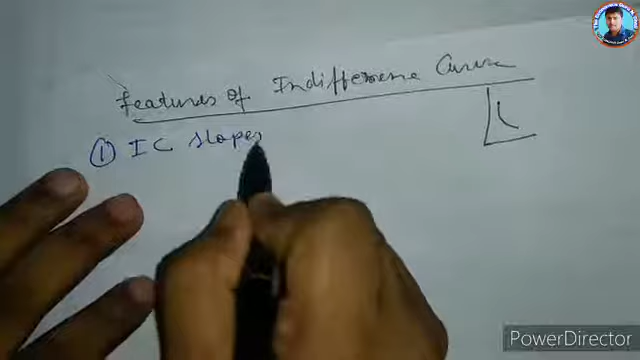 Features of Indifference Curve
① IC slopes
PowerDirector